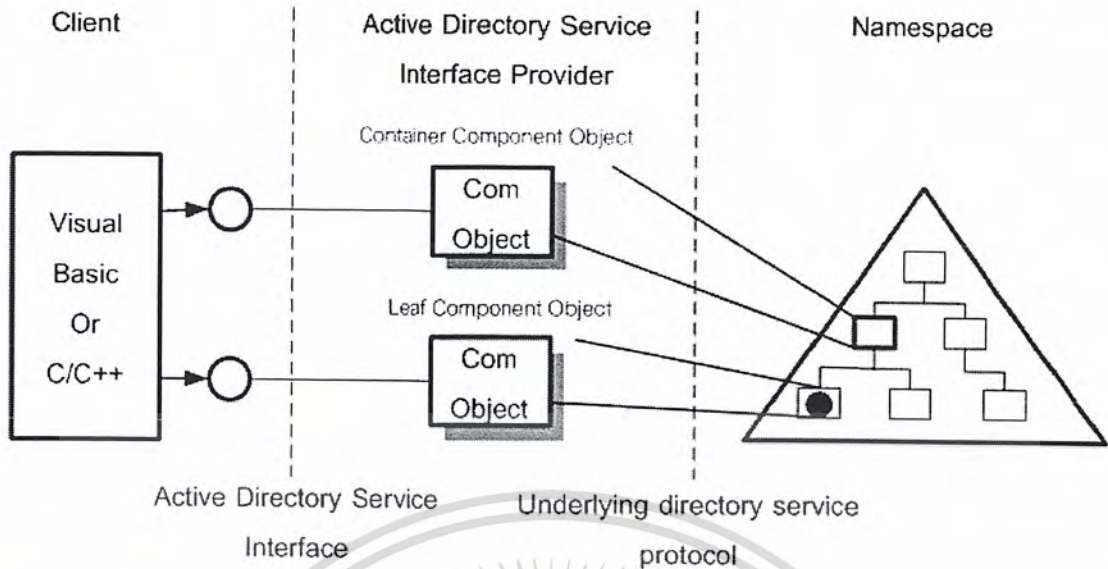 Client
Active Directory Service
Interface Provider
Namespace
Container Component Object
Visual
Basic
Or
C/C++
Com
Object
Leaf Component Object
Com
Object
Active Directory Service
Interface
Underlying directory service
protocol